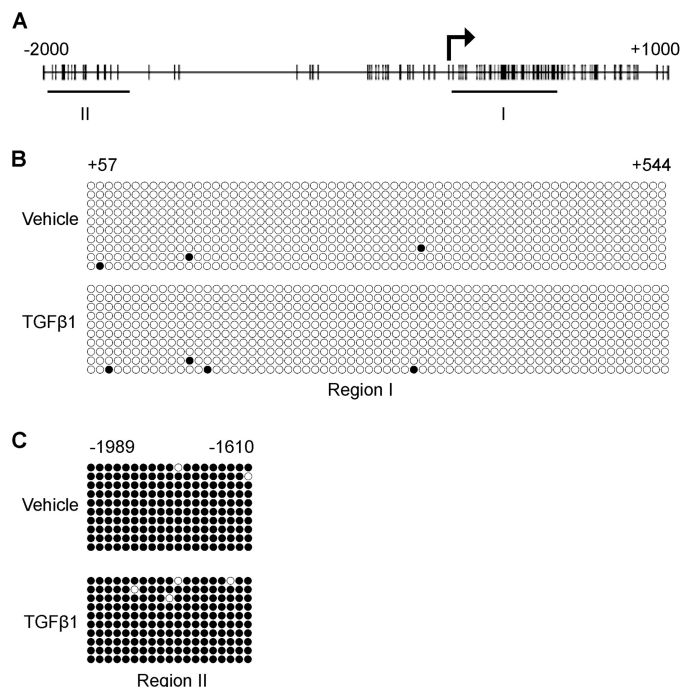 A
-2000
+1000
II
I
B
+57
+544
Vehicle
TGFβ1
Region I
C
-1989
-1610
Vehicle
TGFβ1
Region II